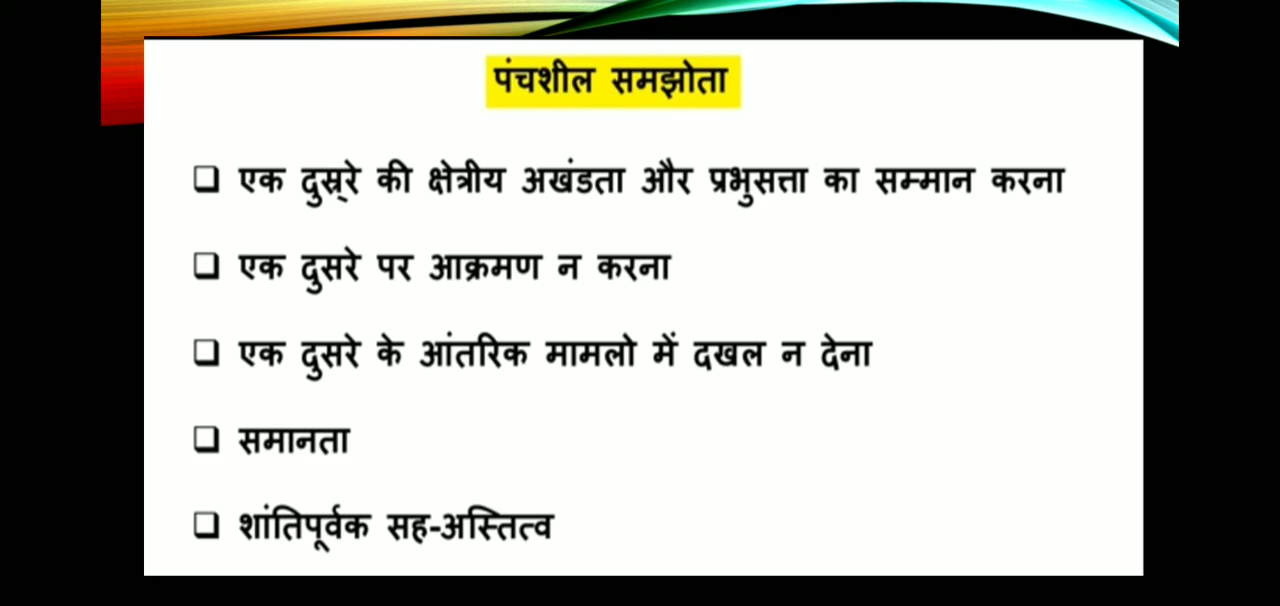 पंचशील समझोता
एक दुस्र्रे की क्षेत्रीय अखंडता और प्रभुसत्ता का सम्मान करना
एक दुसरे पर आक्रमण न करना
एक दुसरे के आंतरिक मामलो में दखल न देना
समानता
शांतिपूर्वक सह-अस्तित्व